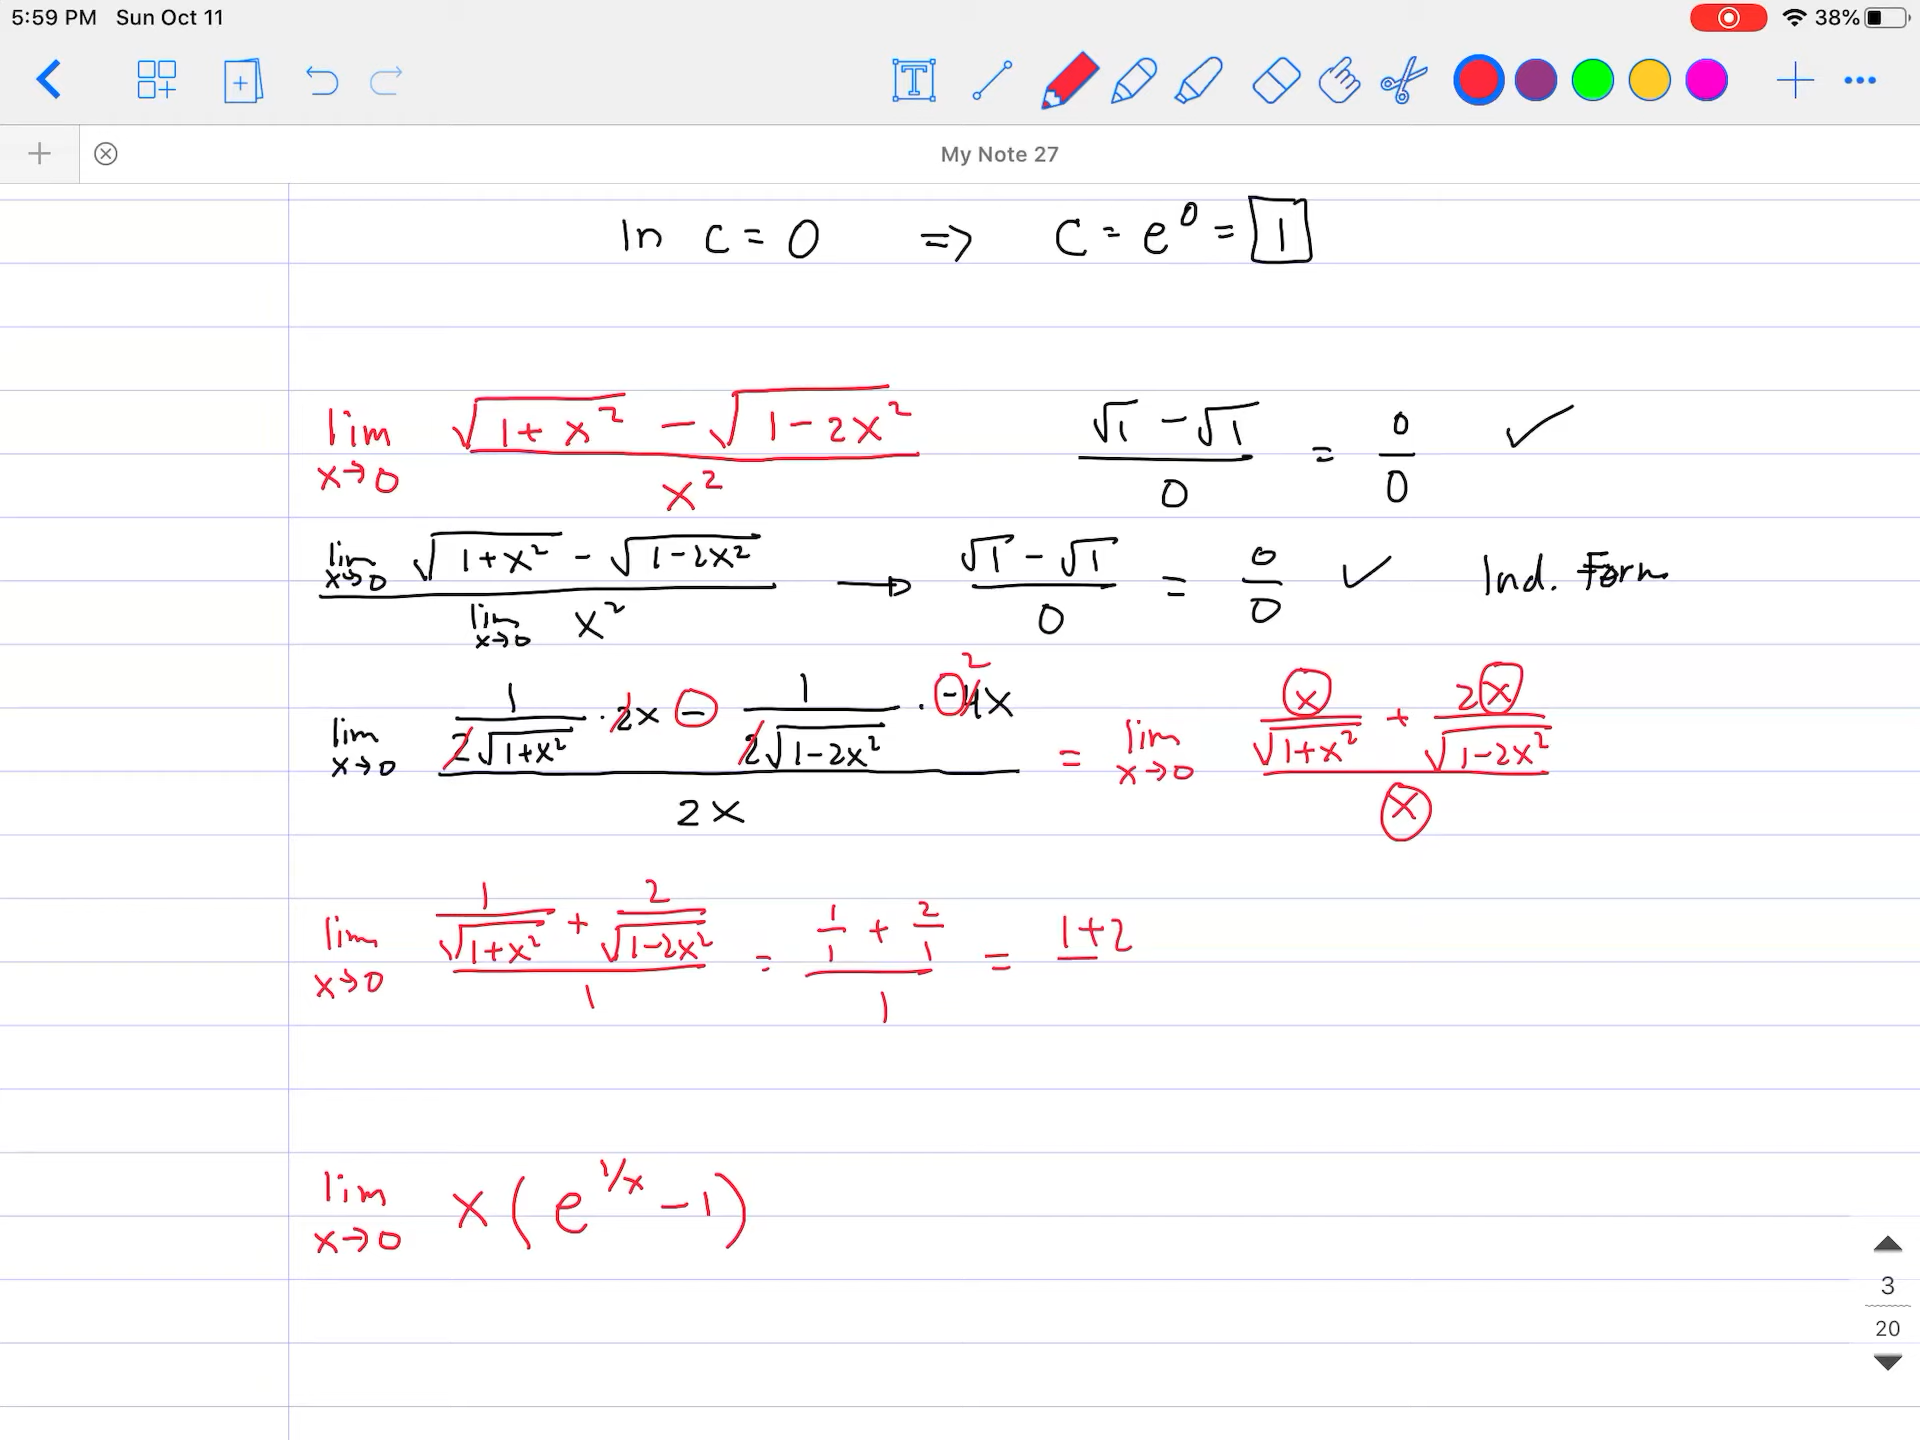 5:59 PM Sun Oct 11 38%
T
My Note 27
ln c = 0 => C = e^0 = 1
lim x→0 (√(1+x²) - √(1-2x²)) / x² (√1 - √1) / 0 = 0/0 ✓
lim x→0 √(1+x²) - √(1-2x²) / lim x→0 x² → (√1 - √1) / 0 = 0/0 ✓ Ind. Form
lim x→0 (1/(2√(1+x²)) · 2x - 1/(2√(1-2x²)) · -4x 2) / 2x = lim x→0 (x/√(1+x²) + 2x/√(1-2x²)) / x
lim x→0 (1/√(1+x²) + 2/√(1-2x²)) / 1 = (1/1 + 2/1) / 1 = 1+2
lim x→0 x(e^(1/x) - 1)
3
20